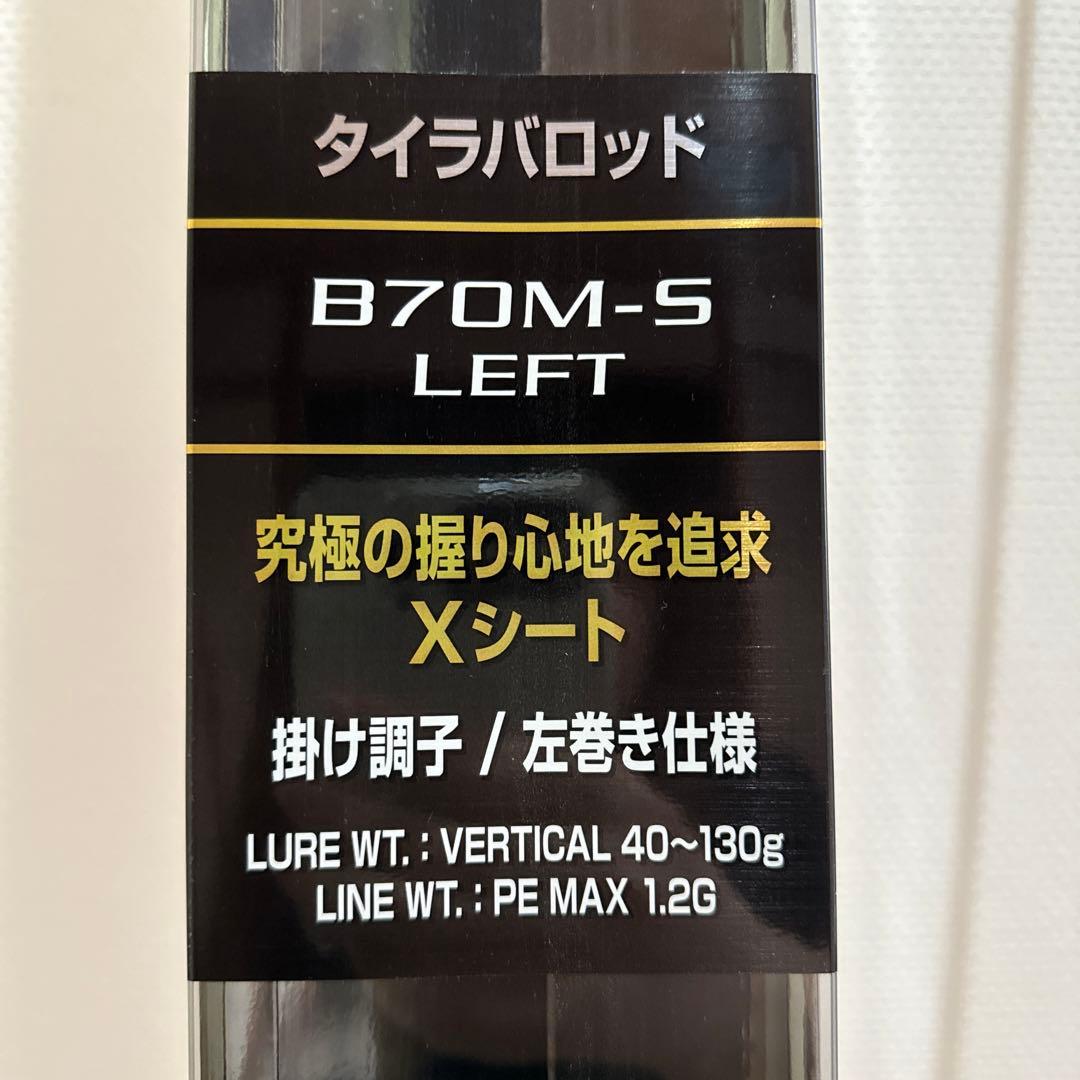 タイラバロッド
B70M-S
LEFT
究極の握り心地を追求
Xシート
掛け調子 / 左巻き仕様
LURE WT. : VERTICAL 40～130g
LINE WT. : PE MAX 1.2G